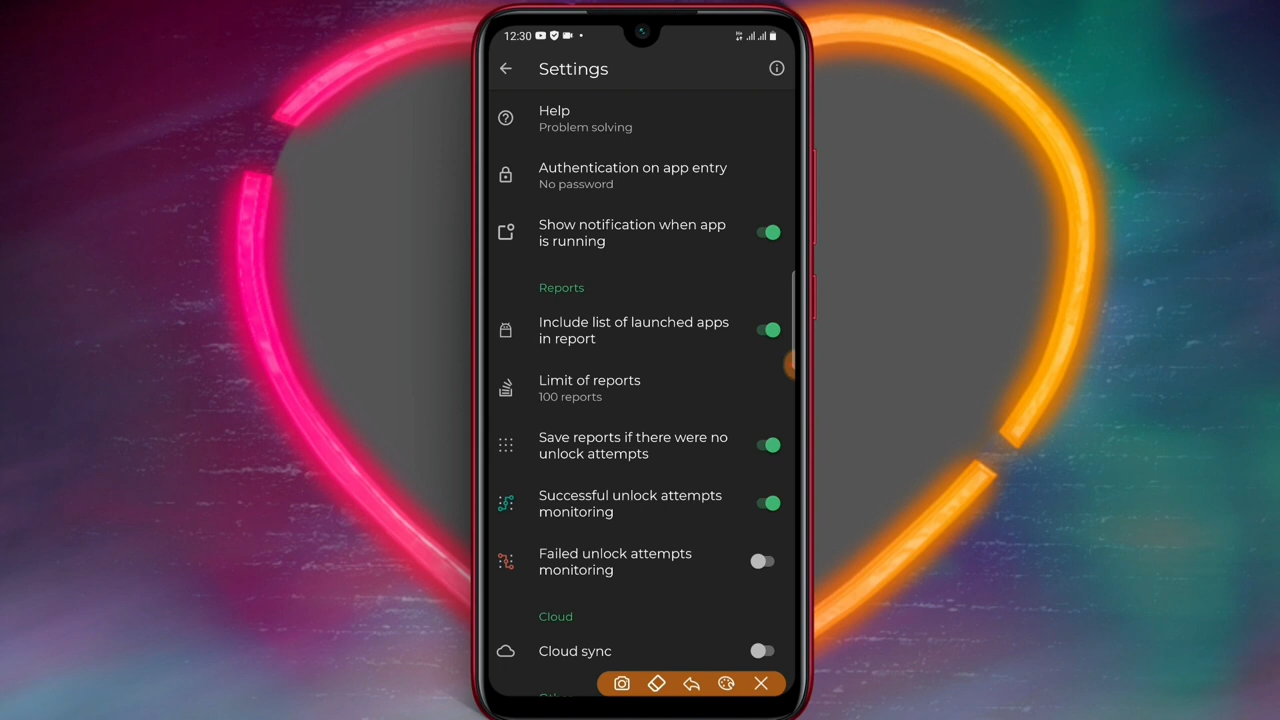 12:30
Settings
Help
Problem solving
Authentication on app entry
No password
Show notification when app
is running
Reports
Include list of launched apps
in report
Limit of reports
100 reports
Save reports if there were no
unlock attempts
Successful unlock attempts
monitoring
Failed unlock attempts
monitoring
Cloud
Cloud sync